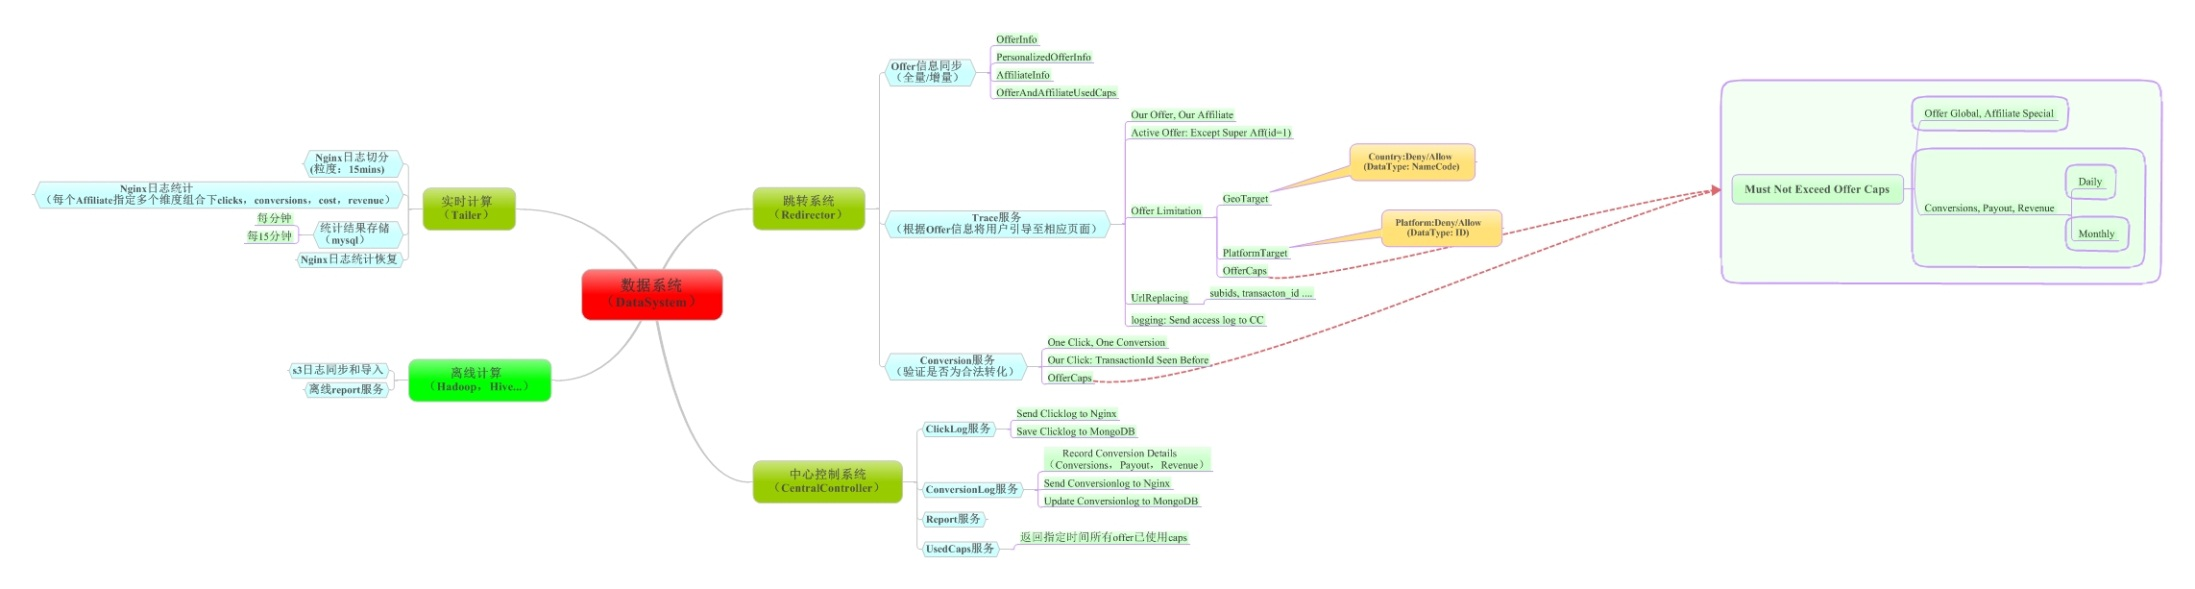 数据系统
（DataSystem）
实时计算
（Tailer）
Nginx日志切分
(粒度：15mins)
Nginx日志统计
（每个Affiliate指定多个维度组合下clicks，conversions，cost，revenue）
统计结果存储
（mysql）
每分钟
每15分钟
Nginx日志统计恢复
离线计算
（Hadoop，Hive...）
s3日志同步和导入
离线report服务
跳转系统
（Redirector）
Offer信息同步
（全量/增量）
OfferInfo
PersonalizedOfferInfo
AffiliateInfo
OfferAndAffiliateUsedCaps
Trace服务
（根据Offer信息将用户引导至相应页面）
Our Offer, Our Affiliate
Active Offer: Except Super Aff(id=1)
Offer Limitation
GeoTarget
Country:Deny/Allow
(DataType: NameCode)
PlatformTarget
Platform:Deny/Allow
(DataType: ID)
OfferCaps
UrlReplacing
subids, transacton_id ....
logging: Send access log to CC
Conversion服务
（验证是否为合法转化）
One Click, One Conversion
Our Click: TransactionId Seen Before
OfferCaps
Must Not Exceed Offer Caps
Offer Global, Affiliate Special
Conversions, Payout, Revenue
Daily
Monthly
中心控制系统
（CentralController）
ClickLog服务
Send Clicklog to Nginx
Save Clicklog to MongoDB
ConversionLog服务
Record Conversion Details
（Conversions，Payout，Revenue）
Send Conversionlog to Nginx
Update Conversionlog to MongoDB
Report服务
UsedCaps服务
返回指定时间所有offer已使用caps